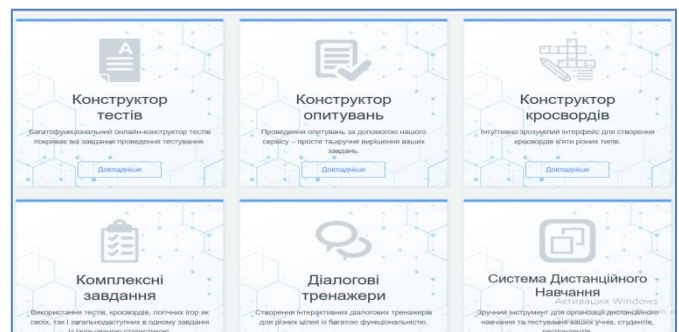 Конструктор
тестів
Багатофункціональний онлайн-конструктор тестів
покриває всі завдання проведення тестування.
Докладніше
Конструктор
опитувань
Проведення опитувань за допомогою нашого
сервісу – просте та зручне вирішення ваших
завдань.
Докладніше
Конструктор
кросвордів
Інтуїтивно зрозумілий інтерфейс для створення
кросвордів п'яти різних типів.
Докладніше
Комплексні
завдання
Використання тестів, кросвордів, логічних ігор як
своїх, так і загальнодоступних в одному завданні
Діалогові
тренажери
Створення інтерактивних діалогових тренажерів
для різних цілей із багатою функціональністю.
Система Дистанційного
Навчання
Активация Windows
Зручний інструмент для організації дистанційного
навчання та тестування ваших учнів, студентів,